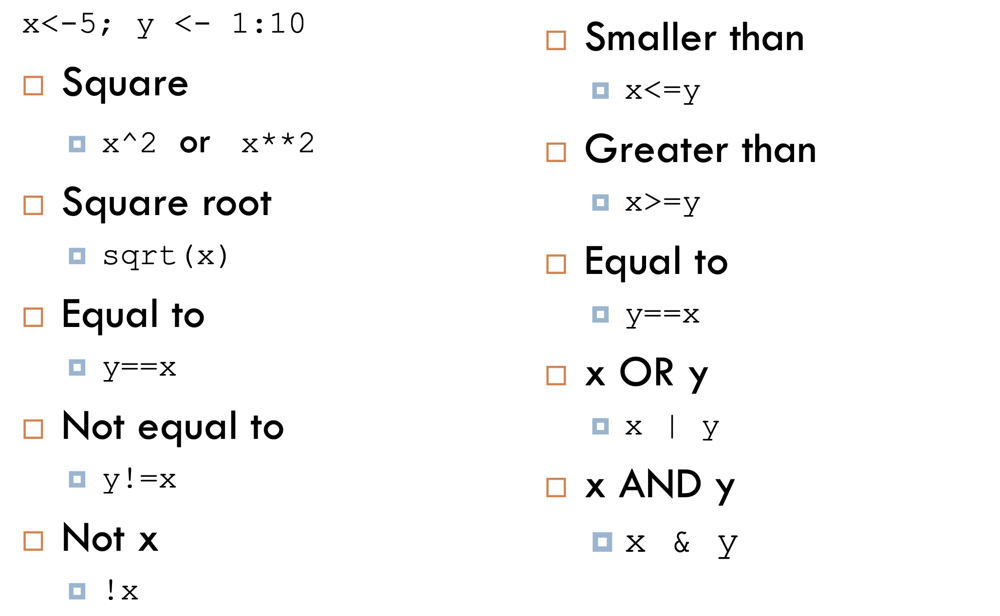 x<-5; y <- 1:10
Square
x^2 or x**2
Square root
sqrt(x)
Equal to
y==x
Not equal to
y!=x
Not x
!x
Smaller than
x<=y
Greater than
x>=y
Equal to
y==x
x OR y
x | y
x AND y
x & y